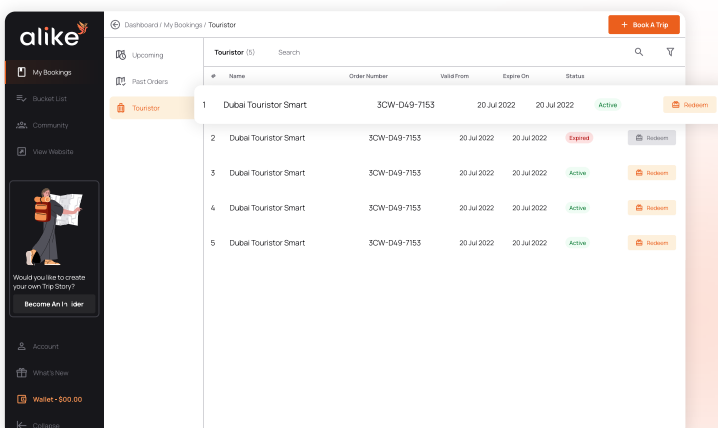 alike
My Bookings
Bucket List
Community
View Website
Would you like to create
your own Trip Story?
Become An In ider
Account
What's New
Wallet - $00.00
Collapse
Dashboard / My Bookings / Touristor
+ Book A Trip
Upcoming
Past Orders
Touristor
Touristor (5) Search.
# Name Order Number Valid From Expire On Status
1 Dubai Touristor Smart 3CW-D49-7153 20 Jul 2022 20 Jul 2022 Active Redeem
2 Dubai Touristor Smart 3CW-D49-7153 20 Jul 2022 20 Jul 2022 Expired Redeem
3 Dubai Touristor Smart 3CW-D49-7153 20 Jul 2022 20 Jul 2022 Active Redeem
4 Dubai Touristor Smart 3CW-D49-7153 20 Jul 2022 20 Jul 2022 Active Redeem
5 Dubai Touristor Smart 3CW-D49-7153 20 Jul 2022 20 Jul 2022 Active Redeem